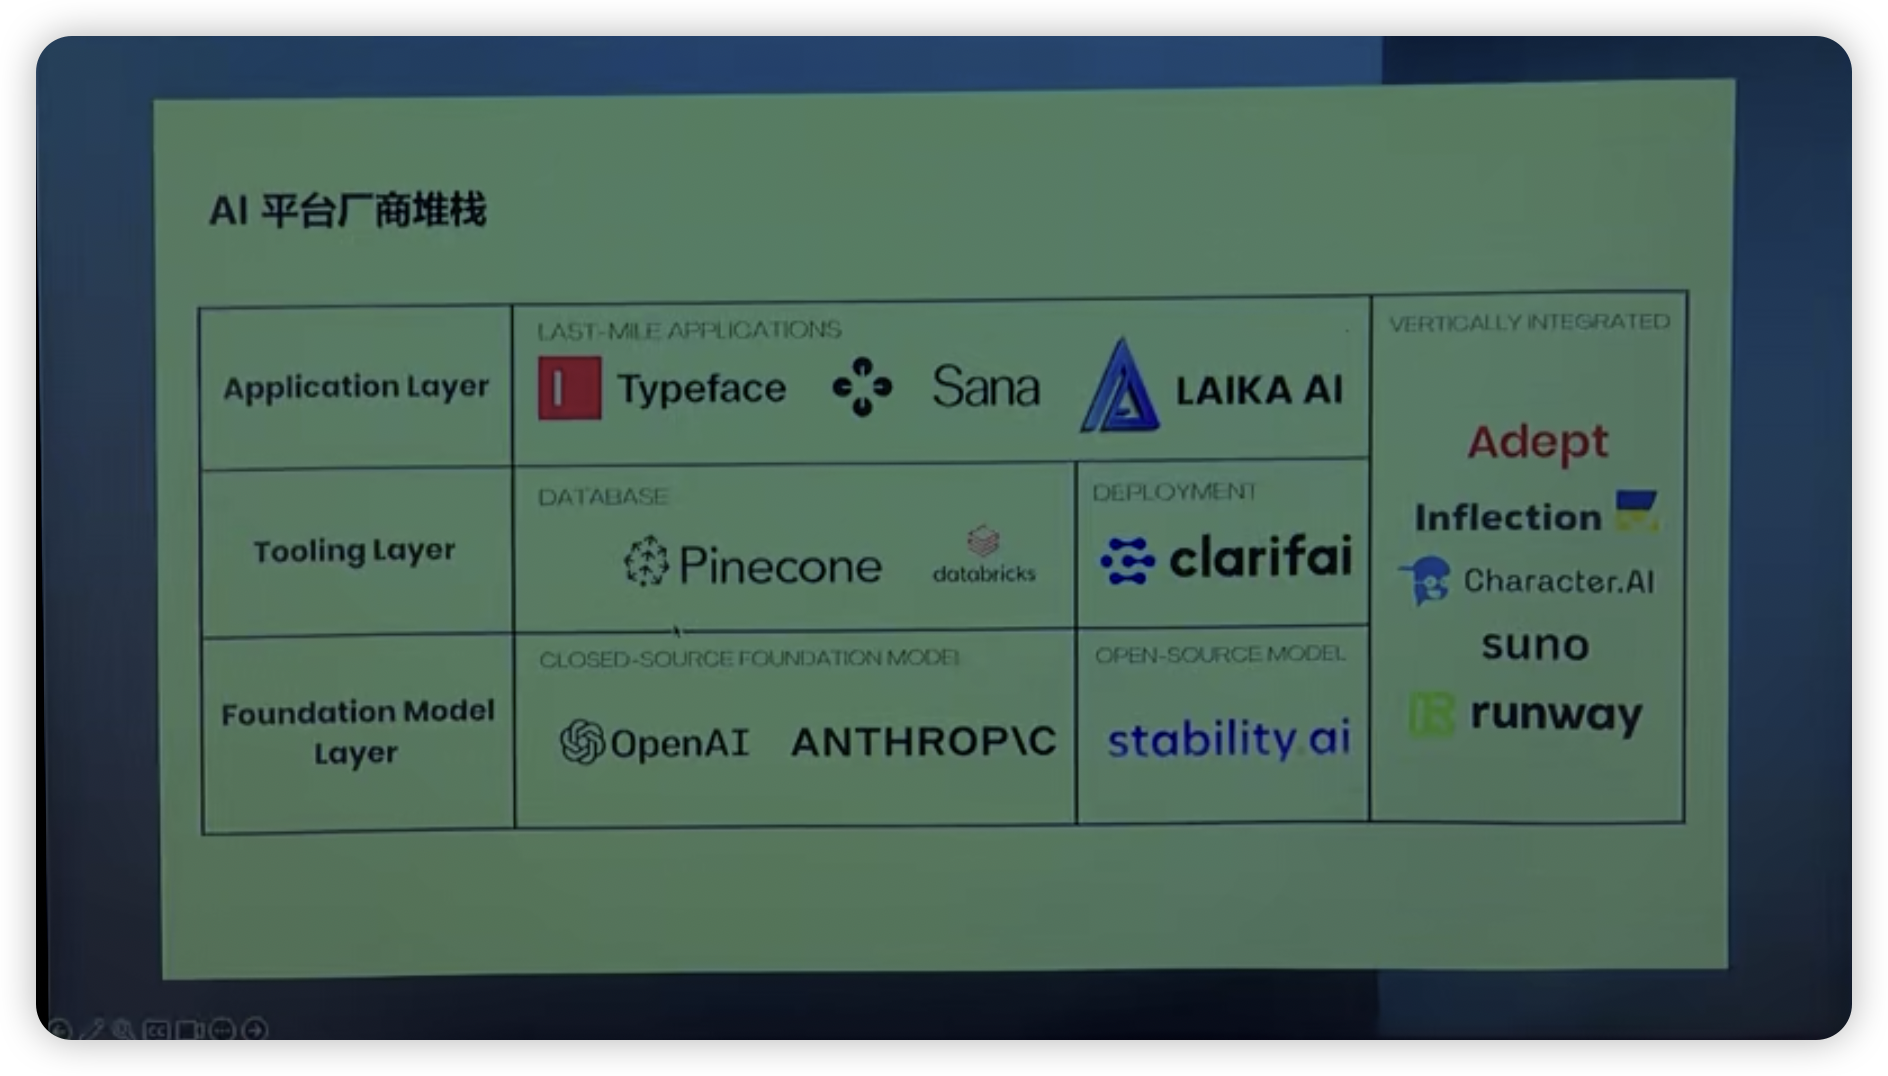 AI 平台厂商堆栈
Application Layer
LAST-MILE APPLICATIONS
Typeface
Sana
LAIKA AI
VERTICALLY INTEGRATED
Adept
Inflection
Character.AI
suno
runway
Tooling Layer
DATABASE
Pinecone
databricks
DEPLOYMENT
clarifai
Foundation Model
Layer
CLOSED-SOURCE FOUNDATION MODEL
OpenAI
ANTHROP\C
OPEN-SOURCE MODEL
stability.ai
CC